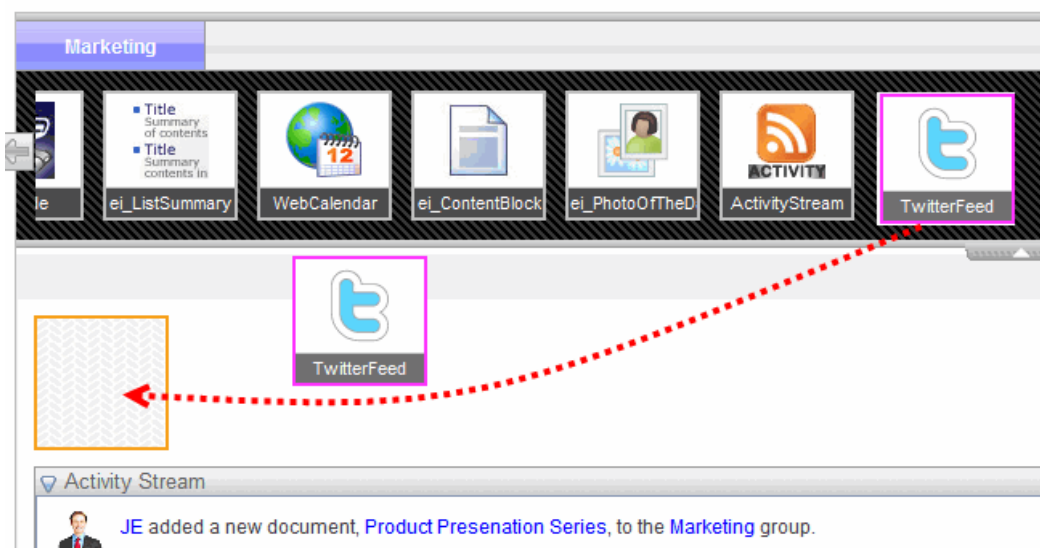 Marketing
Title
Summary
of contents
Title
Summary
contents in
12
ACTIVITY
le
ei_ListSummary
WebCalendar
ei_ContentBlock
ei_PhotoOfTheD
ActivityStream
TwitterFeed
TwitterFeed
Activity Stream
JE added a new document, Product Presenation Series, to the Marketing group.